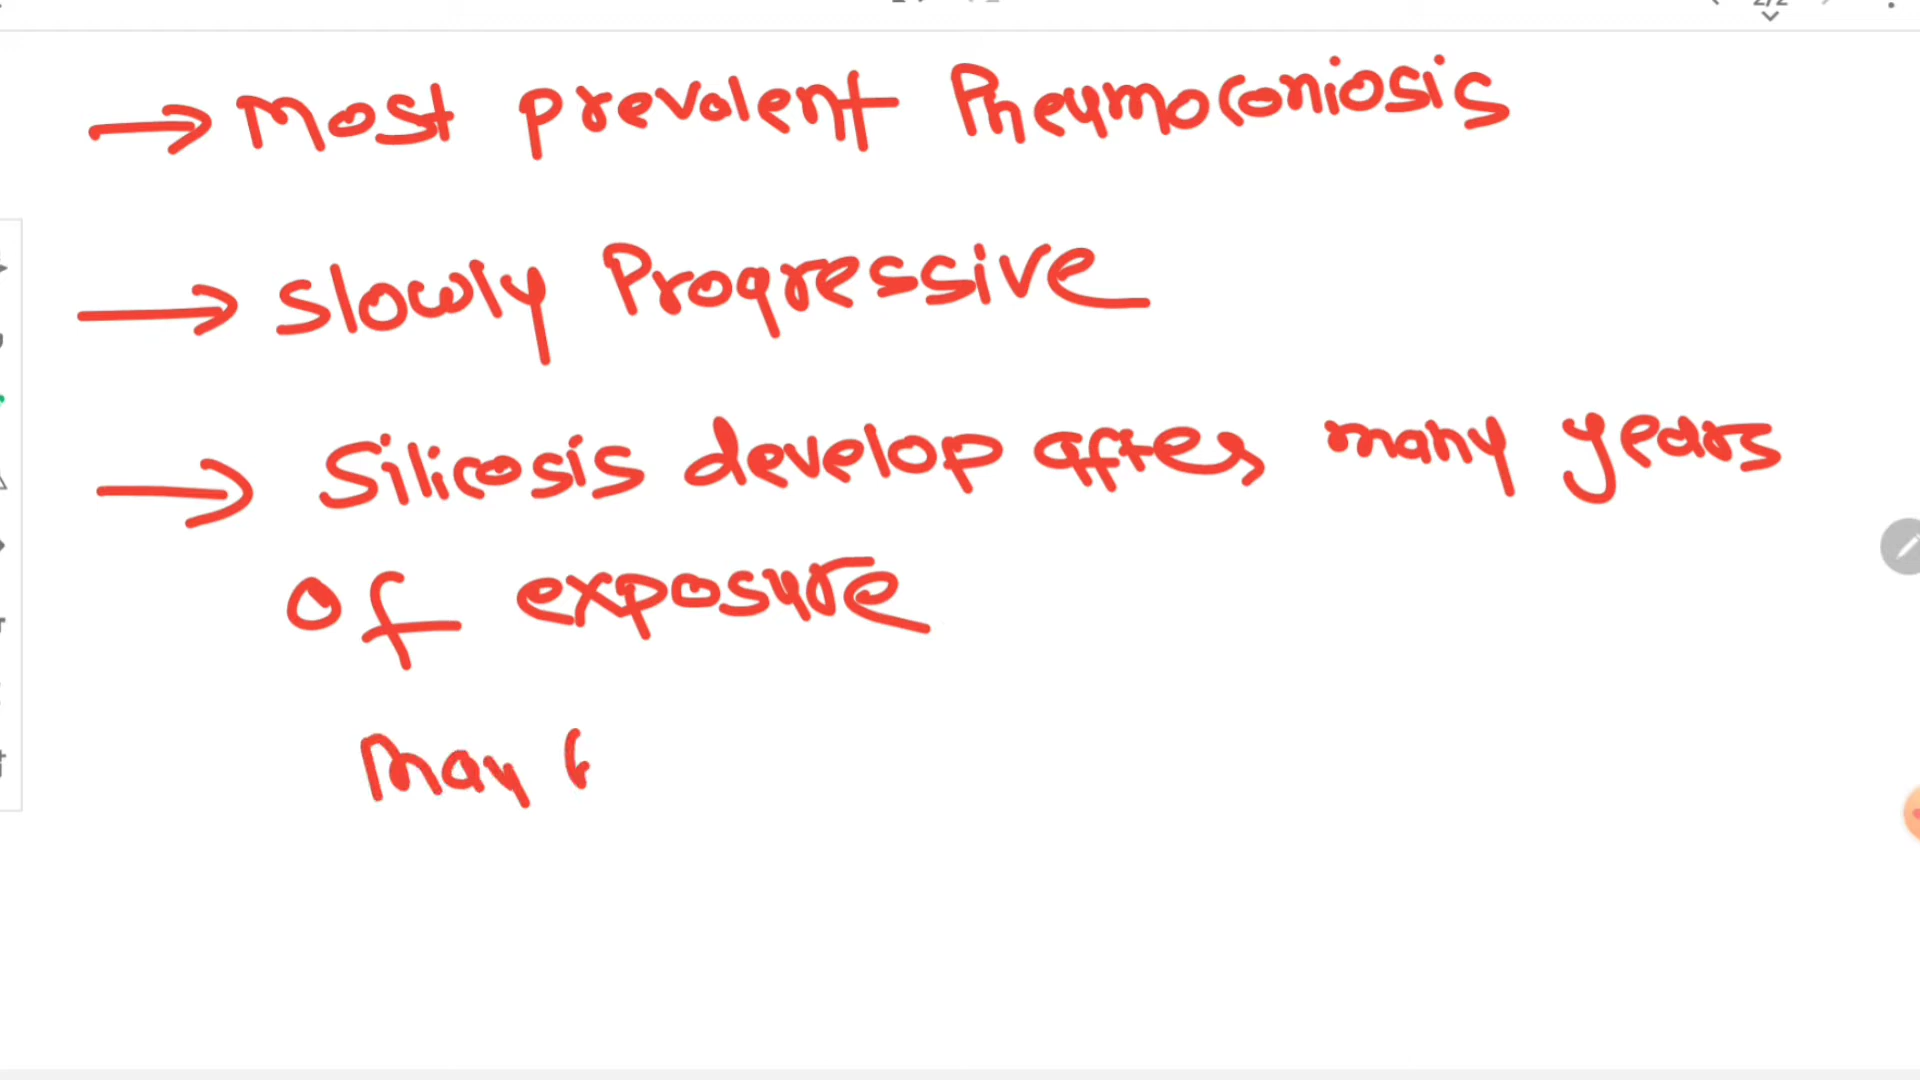 → Most prevalent Pneumoconiosis
→ Slowly Progressive
→ Silicosis develop after many years
of exposure
May